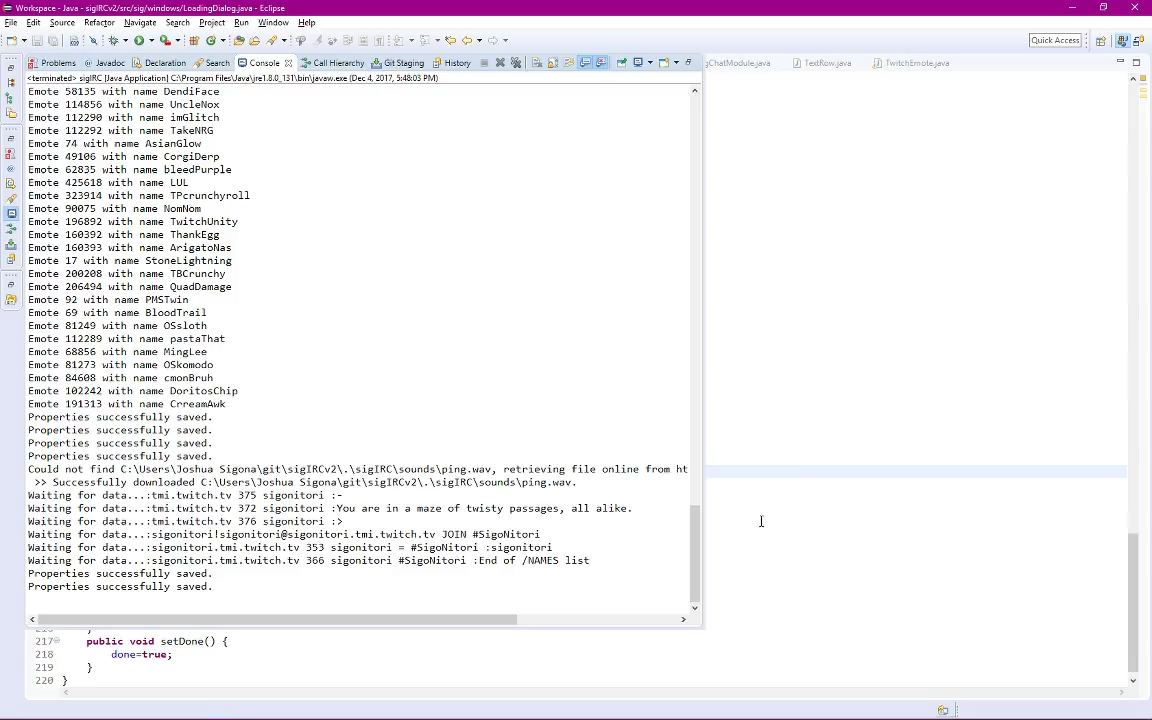 Workspace - Java - sigIRCv2/src/sig/windows/LoadingDialog.java - Eclipse
File Edit Source Refactor Navigate Search Project Run Window Help
Quick Access
Problems Javadoc Declaration Search Console Call Hierarchy Git Staging History gChatModule.java TextRow.java TwitchEmote.java
<terminated> sigIRC [Java Application] C:\Program Files\Java\jre1.8.0_131\bin\javaw.exe (Dec 4, 2017, 5:48:03 PM)
Emote 58135 with name DendiFace
Emote 114856 with name UncleNox
Emote 112290 with name imGlitch
Emote 112292 with name TakeNRG
Emote 74 with name AsianGlow
Emote 49106 with name CorgiDerp
Emote 62835 with name bleedPurple
Emote 425618 with name LUL
Emote 323914 with name TPcrunchyroll
Emote 90075 with name NomNom
Emote 196892 with name TwitchUnity
Emote 160392 with name ThankEgg
Emote 160393 with name ArigatoNas
Emote 17 with name StoneLightning
Emote 200208 with name TBCrunchy
Emote 206494 with name QuadDamage
Emote 92 with name PMSTwin
Emote 69 with name BloodTrail
Emote 81249 with name OSsloth
Emote 112289 with name pastaThat
Emote 68856 with name MingLee
Emote 81273 with name OSkomodo
Emote 84608 with name cmonBruh
Emote 102242 with name DoritosChip
Emote 191313 with name CrreamAwk
Properties successfully saved.
Properties successfully saved.
Properties successfully saved.
Properties successfully saved.
Could not find C:\Users\Joshua Sigona\git\sigIRCv2\.\sigIRC\sounds\ping.wav, retrieving file online from ht
>> Successfully downloaded C:\Users\Joshua Sigona\git\sigIRCv2\.\sigIRC\sounds\ping.wav.
Waiting for data...:tmi.twitch.tv 375 sigonitori :-
Waiting for data...:tmi.twitch.tv 372 sigonitori :You are in a maze of twisty passages, all alike.
Waiting for data...:tmi.twitch.tv 376 sigonitori :>
Waiting for data...:sigonitori!sigonitori@sigonitori.tmi.twitch.tv JOIN #SigoNitori
Waiting for data...:sigonitori.tmi.twitch.tv 353 sigonitori = #SigoNitori :sigonitori
Waiting for data...:sigonitori.tmi.twitch.tv 366 sigonitori #SigoNitori :End of /NAMES list
Properties successfully saved.
Properties successfully saved.
217 public void setDone() {
218 done=true;
219 }
220 }